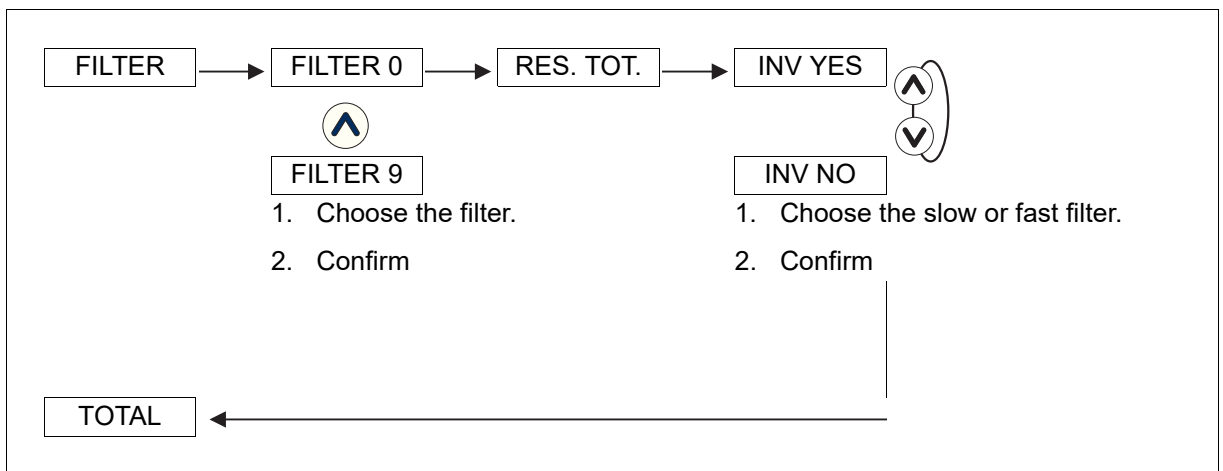 FILTER
FILTER 0
RES. TOT.
INV YES
FILTER 9
1. Choose the filter.
2. Confirm
INV NO
1. Choose the slow or fast filter.
2. Confirm
TOTAL